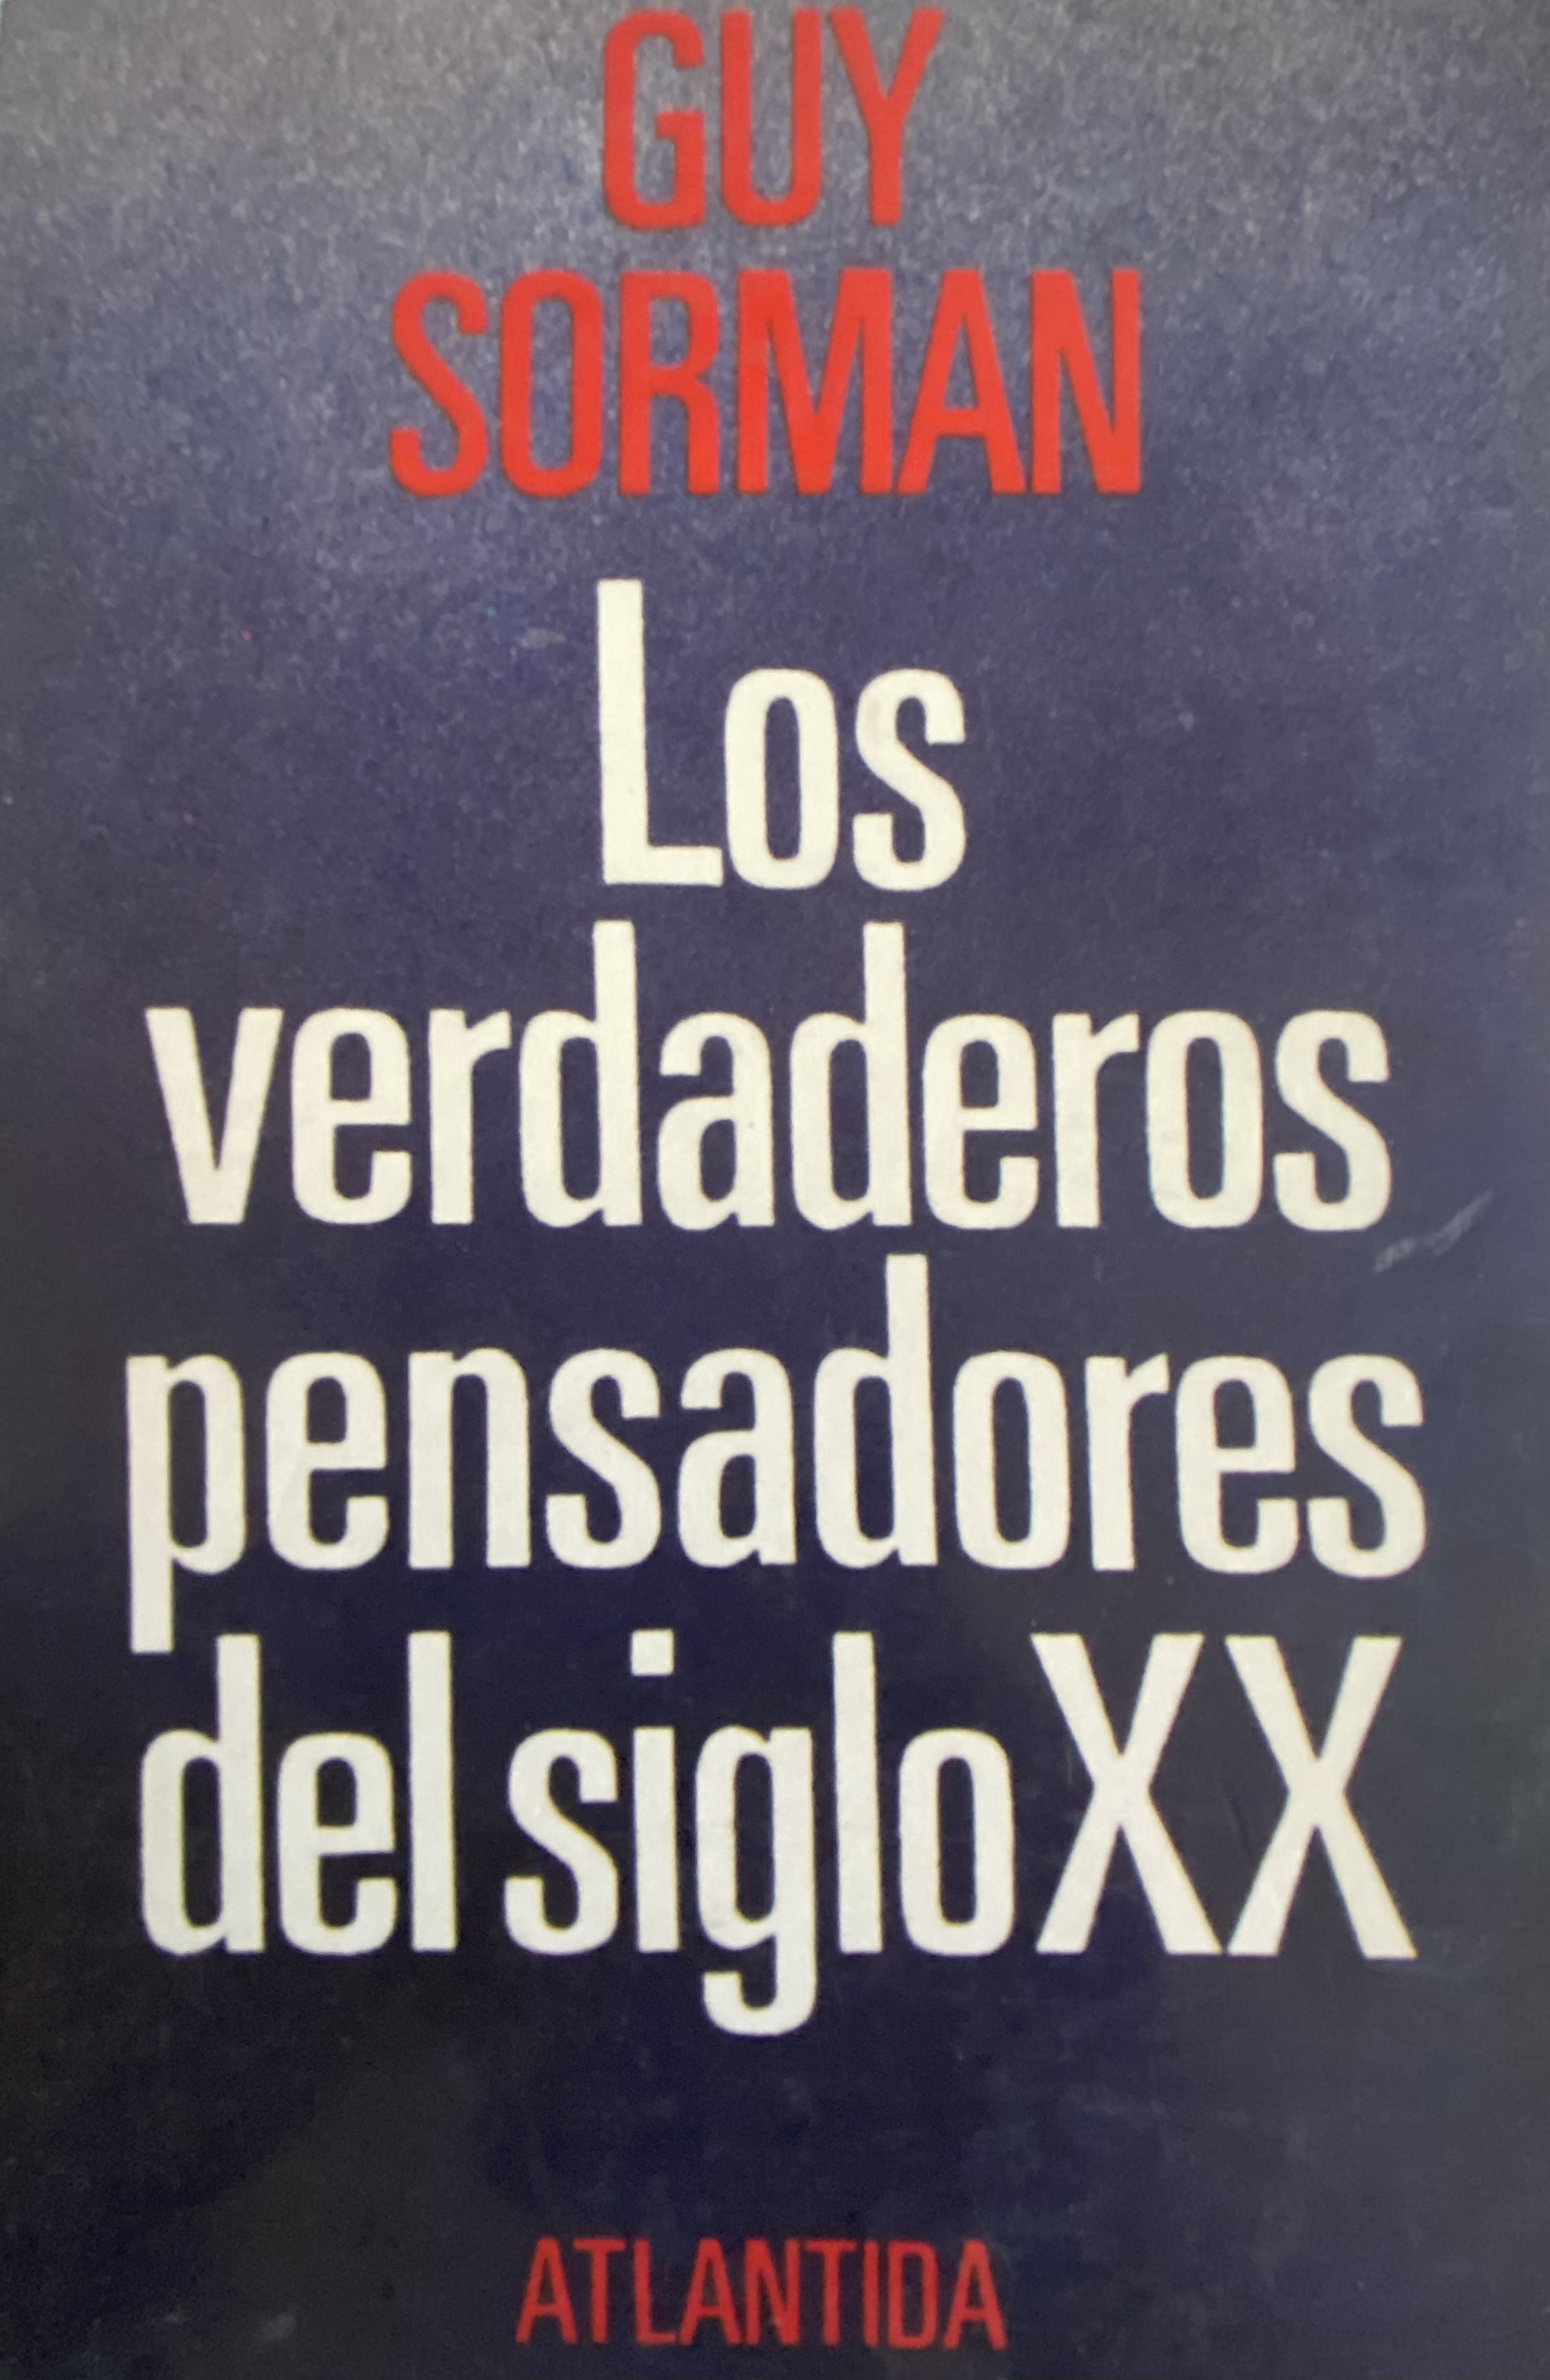 GUY
SORMAN
Los
verdaderos
pensadores
del siglo XX
ATLANTIDA